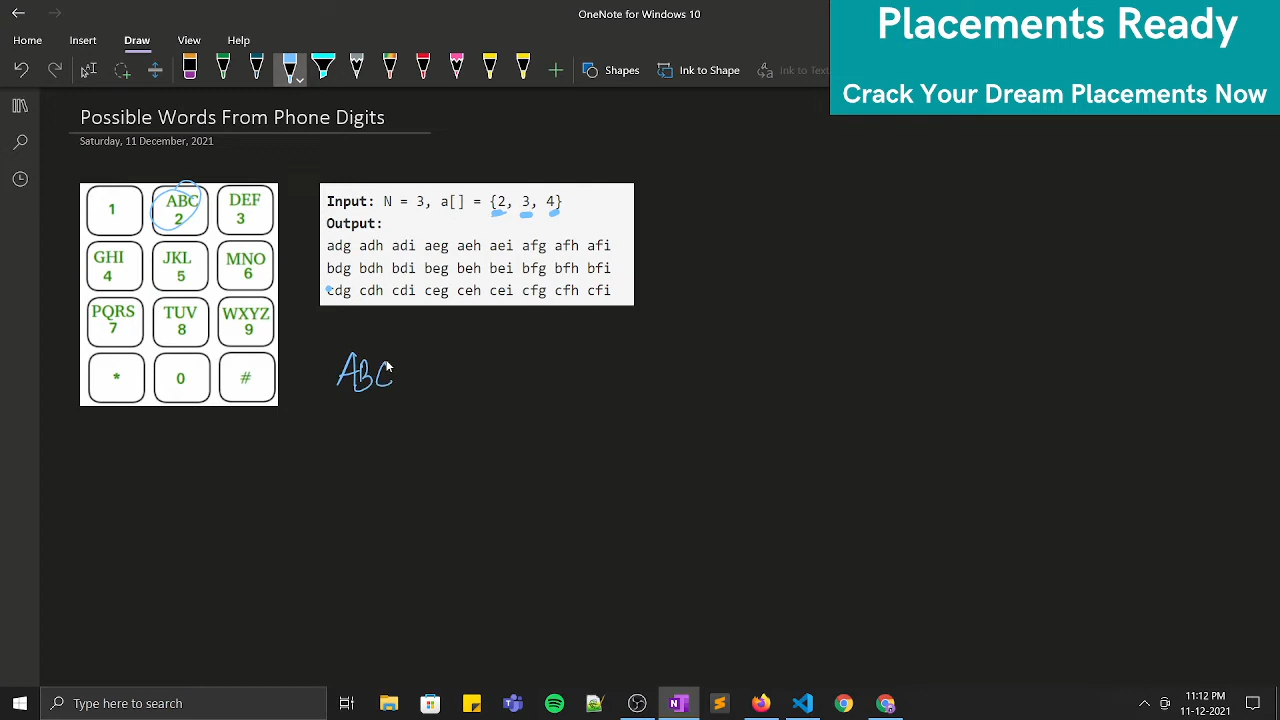 OneNote for Windows 10
Placements Ready
Crack Your Dream Placements Now
Home Insert Draw View Help
Shapes Ink to Shape Ink to Text
Possible Words From Phone Digits
Saturday, 11 December, 2021
1 ABC DEF
2 3
GHI JKL MNO
4 5 6
PQRS TUV WXYZ
7 8 9
* 0 #
Input: N = 3, a[] = {2, 3, 4}
Output:
adg adh adi aeg aeh aei afg afh afi
bdg bdh bdi beg beh bei bfg bfh bfi
cdg cdh cdi ceg ceh cei cfg cfh cfi
ABC
Type here to search
11:12 PM
11-12-2021